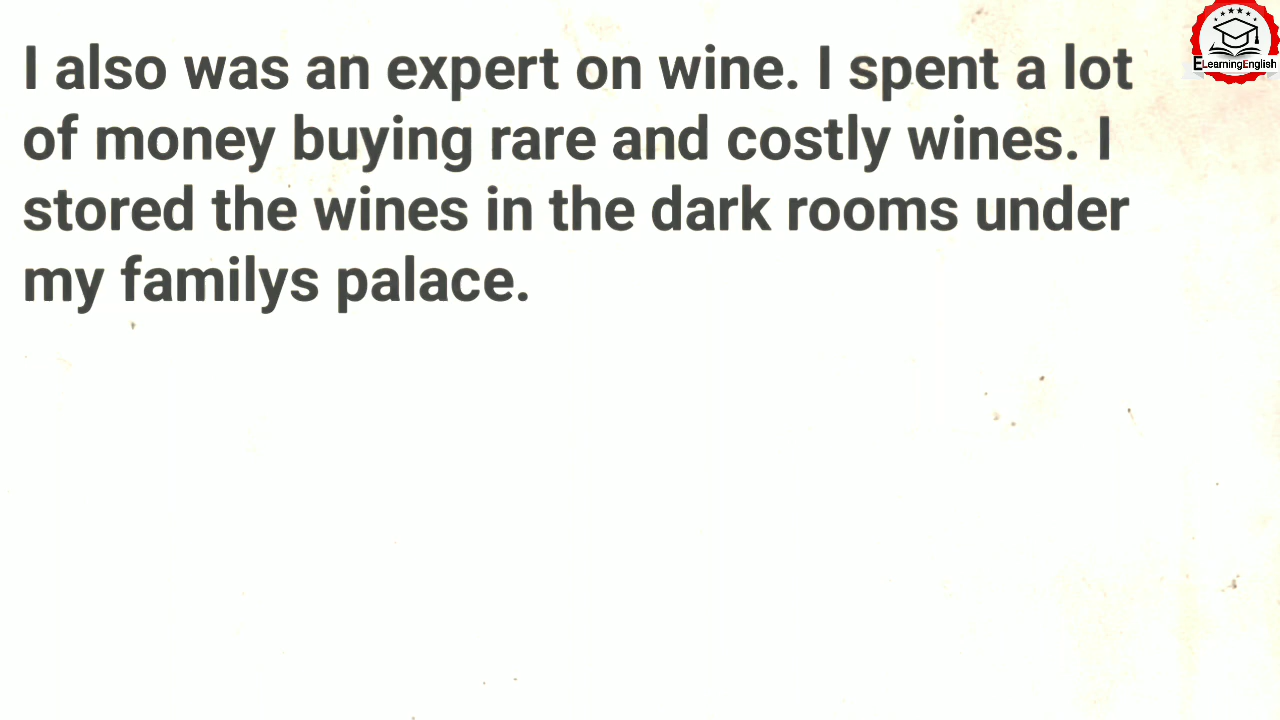 I also was an expert on wine. I spent a lot
of money buying rare and costly wines. I
stored the wines in the dark rooms under
my familys palace.
ELearningEnglish